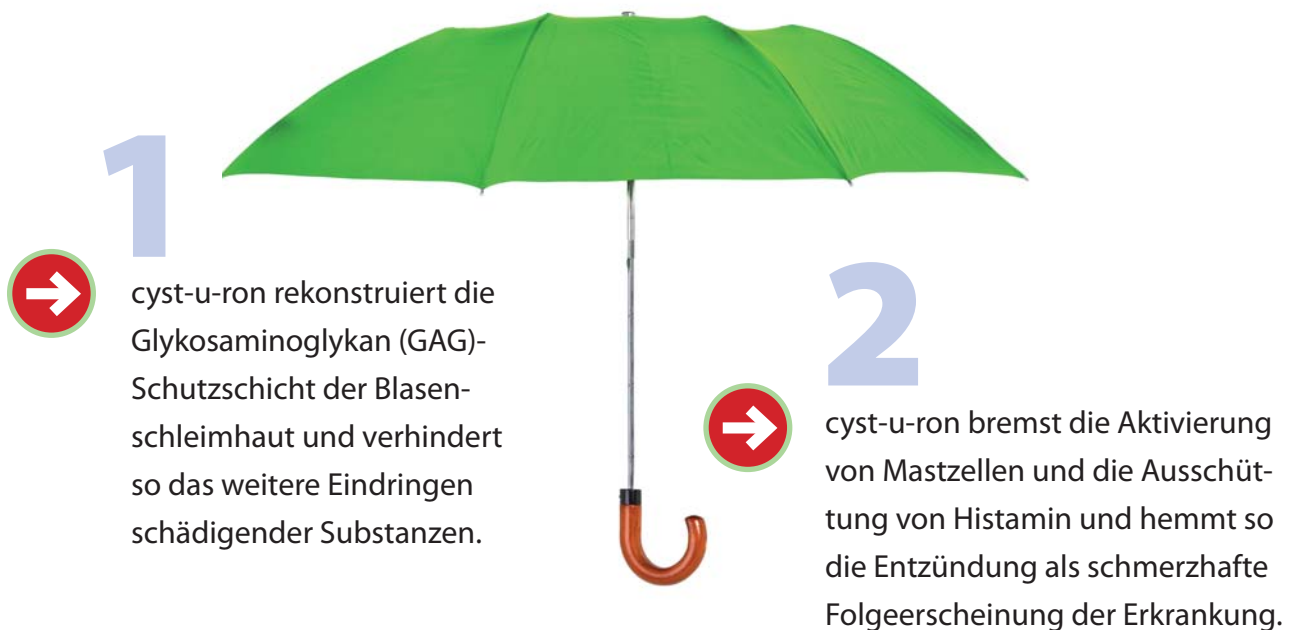 1
cyst-u-ron rekonstruiert die
Glykosaminoglykan (GAG)-
Schutzschicht der Blasen-
schleimhaut und verhindert
so das weitere Eindringen
schädigender Substanzen.
2
cyst-u-ron bremst die Aktivierung
von Mastzellen und die Ausschüt-
tung von Histamin und hemmt so
die Entzündung als schmerzhafte
Folgeerscheinung der Erkrankung.